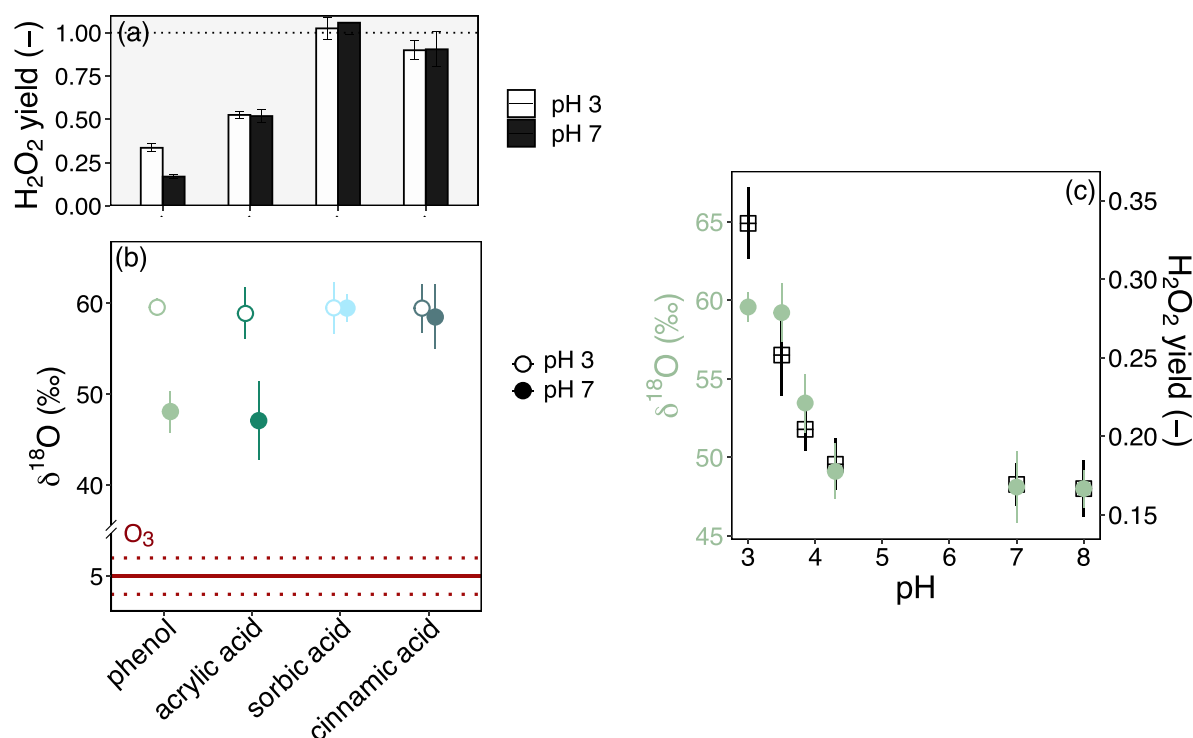 (a)
H₂O₂ yield (−)
1.00
0.75
0.50
0.25
0.00
pH 3
pH 7
(b)
δ¹⁸O (‰)
60
50
40
5
O₃
pH 3
pH 7
phenol
acrylic acid
sorbic acid
cinnamic acid
(c)
δ¹⁸O (‰)
65
60
55
50
45
3 4 5 6 7 8
pH
0.35
0.30
0.25
0.20
0.15
H₂O₂ yield (−)